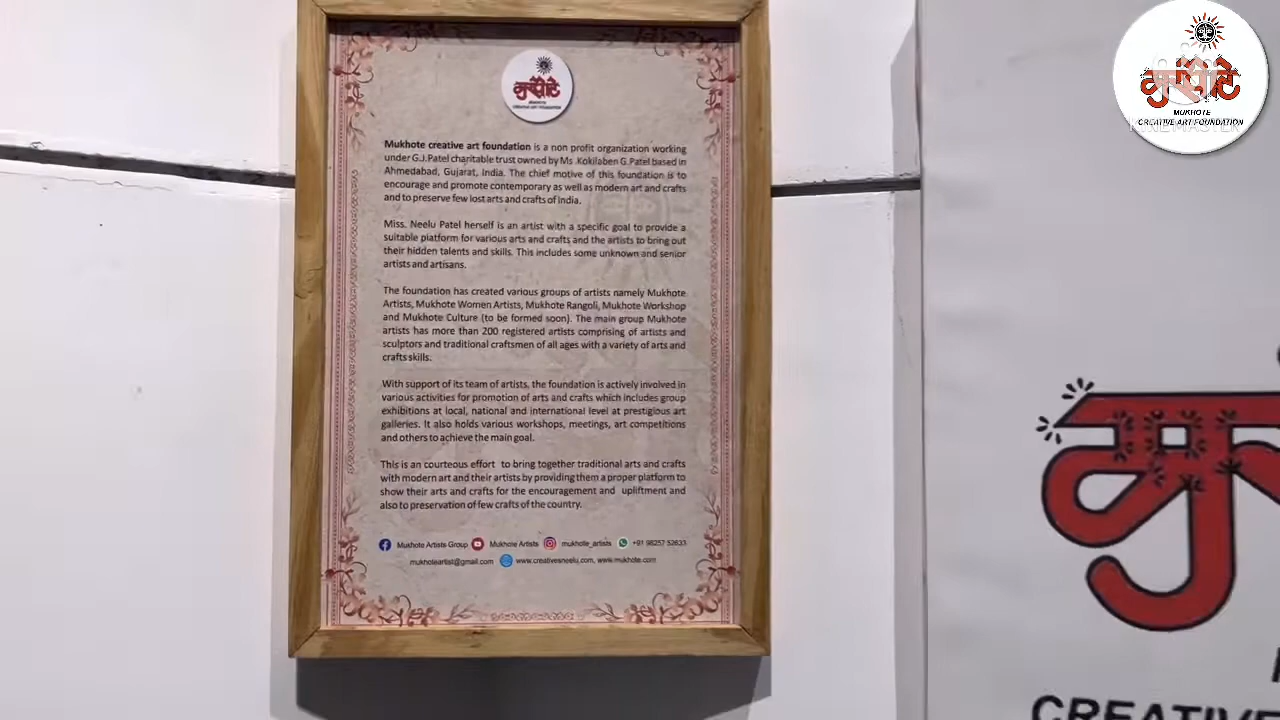 मुखौटे
MUKHOTE
CREATIVE ART FOUNDATION
KINEMASTER
मुखौटे
MUKHOTE
CREATIVE ART FOUNDATION
Mukhote creative art foundation is a non profit organization working
under G.J.Patel charitable trust owned by Ms .Kokilaben G.Patel based in
Ahmedabad, Gujarat, India. The chief motive of this foundation is to
encourage and promote contemporary as well as modern art and crafts
and to preserve few lost arts and crafts of India.
Miss. Neelu Patel herself is an artist with a specific goal to provide a
suitable platform for various arts and crafts and the artists to bring out
their hidden talents and skills. This includes some unknown and senior
artists and artisans.
The foundation has created various groups of artists namely Mukhote
Artists, Mukhote Women Artists, Mukhote Rangoli, Mukhote Workshop
and Mukhote Culture (to be formed soon). The main group Mukhote
artists has more than 200 registered artists comprising of artists and
sculptors and traditional craftsmen of all ages with a variety of arts and
crafts skills.
With support of its team of artists, the foundation is actively involved in
various activities for promotion of arts and crafts which includes group
exhibitions at local, national and international level at prestigious art
galleries. It also holds various workshops, meetings, art competitions
and others to achieve the main goal.
This is an courteous effort to bring together traditional arts and crafts
with modern art and their artists by providing them a proper platform to
show their arts and crafts for the encouragement and upliftment and
also to preservation of few crafts of the country.
Mukhote Artists Group Mukhote Artists mukhote_artists +91 98257 52633
mukhoteartist@gmail.com www.creativesneelu.com, www.mukhote.com
मु
CREATIVE